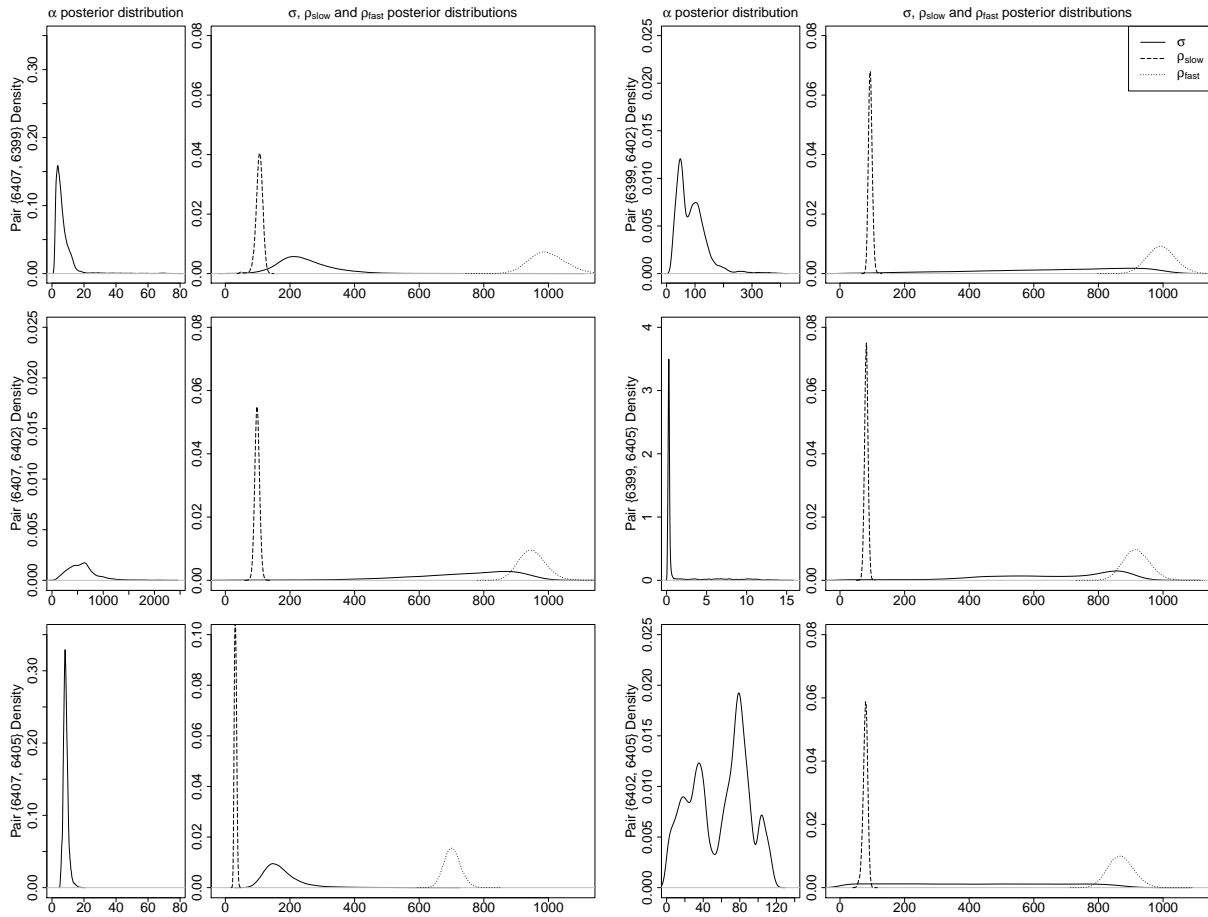 α posterior distribution
σ, ρslow and ρfast posterior distributions
α posterior distribution
σ, ρslow and ρfast posterior distributions
Pair {6407, 6399} Density
0.00 0.10 0.20 0.30
0 20 40 60 80
0.00 0.02 0.04 0.06 0.08
0 200 400 600 800 1000
Pair {6399, 6402} Density
0.000 0.005 0.010 0.015 0.020 0.025
0 100 300
0.00 0.02 0.04 0.06 0.08
0 200 400 600 800 1000
σ
ρslow
ρfast
Pair {6407, 6402} Density
0.000 0.005 0.010 0.015 0.020 0.025
0 1000 2000
0.00 0.02 0.04 0.06 0.08
0 200 400 600 800 1000
Pair {6399, 6405} Density
0 1 2 3 4
0 5 10 15
0.00 0.02 0.04 0.06 0.08
0 200 400 600 800 1000
Pair {6407, 6405} Density
0.00 0.10 0.20 0.30
0 20 40 60 80
0.00 0.02 0.04 0.06 0.08 0.10
0 200 400 600 800 1000
Pair {6402, 6405} Density
0.000 0.005 0.010 0.015 0.020 0.025
0 40 80 120
0.00 0.02 0.04 0.06 0.08
0 200 400 600 800 1000